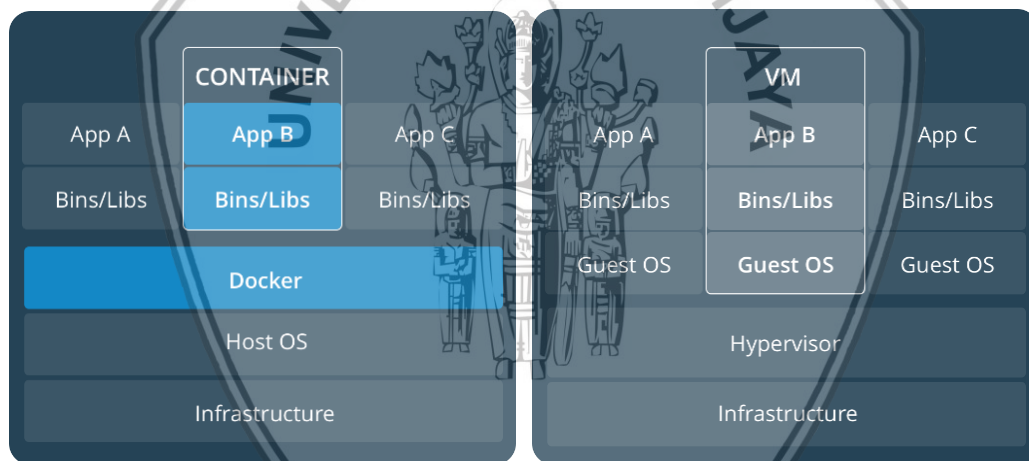 CONTAINER
App A App B App C
Bins/Libs Bins/Libs Bins/Libs
Docker
Host OS
Infrastructure
VM
App A App B App C
Bins/Libs Bins/Libs Bins/Libs
Guest OS Guest OS Guest OS
Hypervisor
Infrastructure